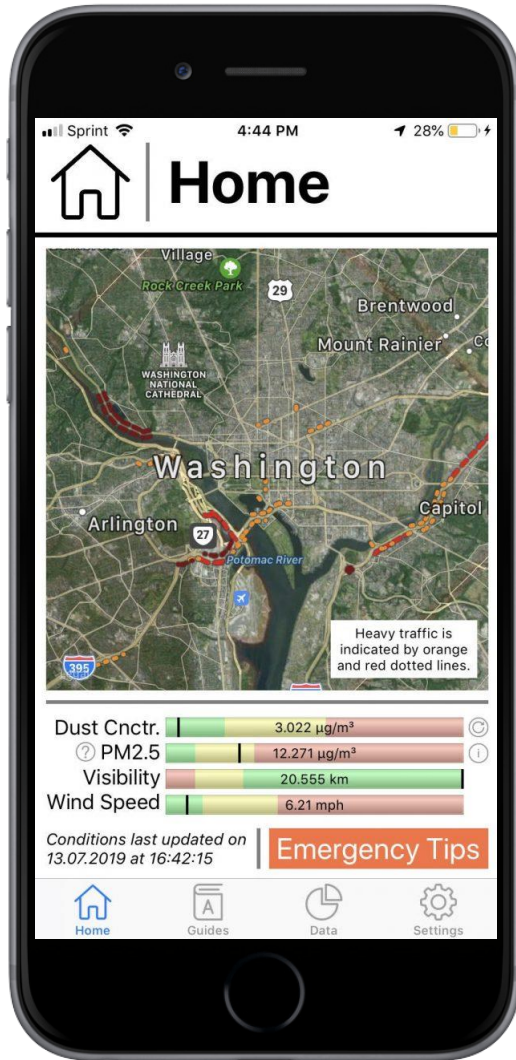 Sprint
4:44 PM
28%
Home
Village
Rock Creek Park
29
Brentwood
Mount Rainier
Co
WASHINGTON
NATIONAL
CATHEDRAL
Washington
Capitol
Arlington
27
Potomac River
395
Heavy traffic is
indicated by orange
and red dotted lines.
Dust Cnctr. 3.022 µg/m³
? PM2.5 12.271 µg/m³ i
Visibility 20.555 km
Wind Speed 6.21 mph
Conditions last updated on
13.07.2019 at 16:42:15
Emergency Tips
A
Home Guides Data Settings